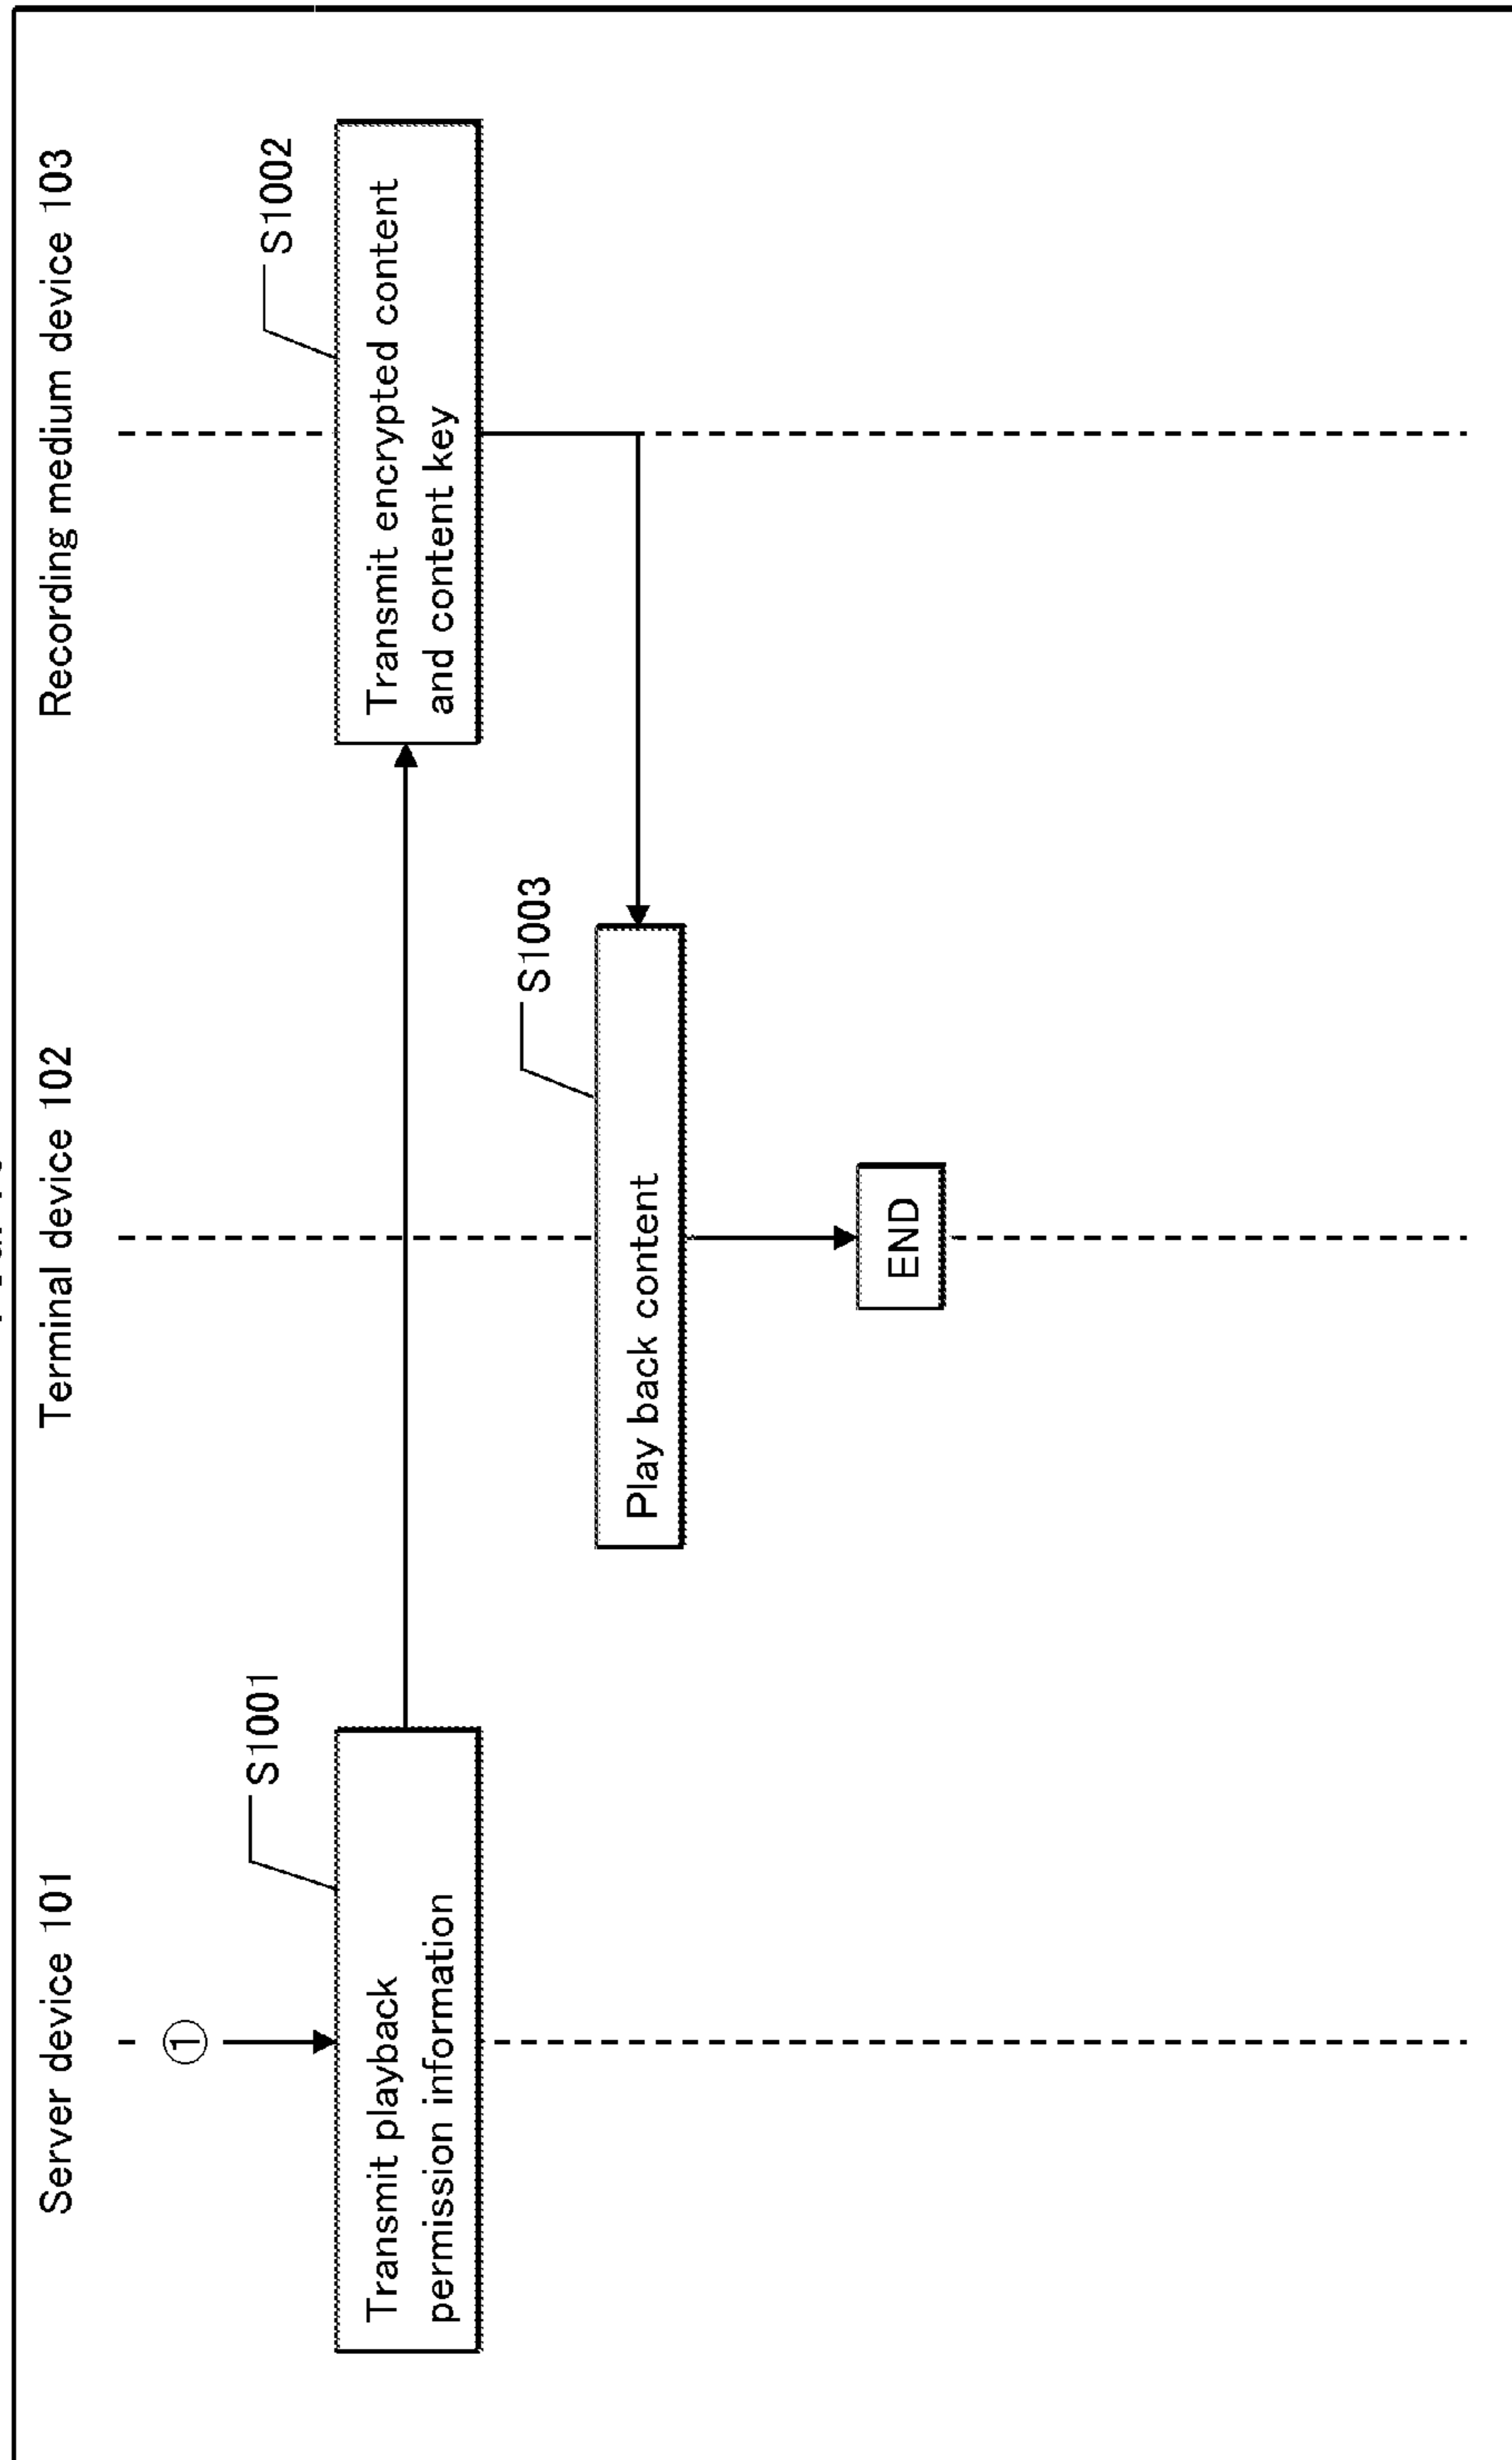 Server device 101
Terminal device 102
Recording medium device 103
①
S1001
Transmit playback
permission information
S1002
Transmit encrypted content
and content key
S1003
Play back content
END